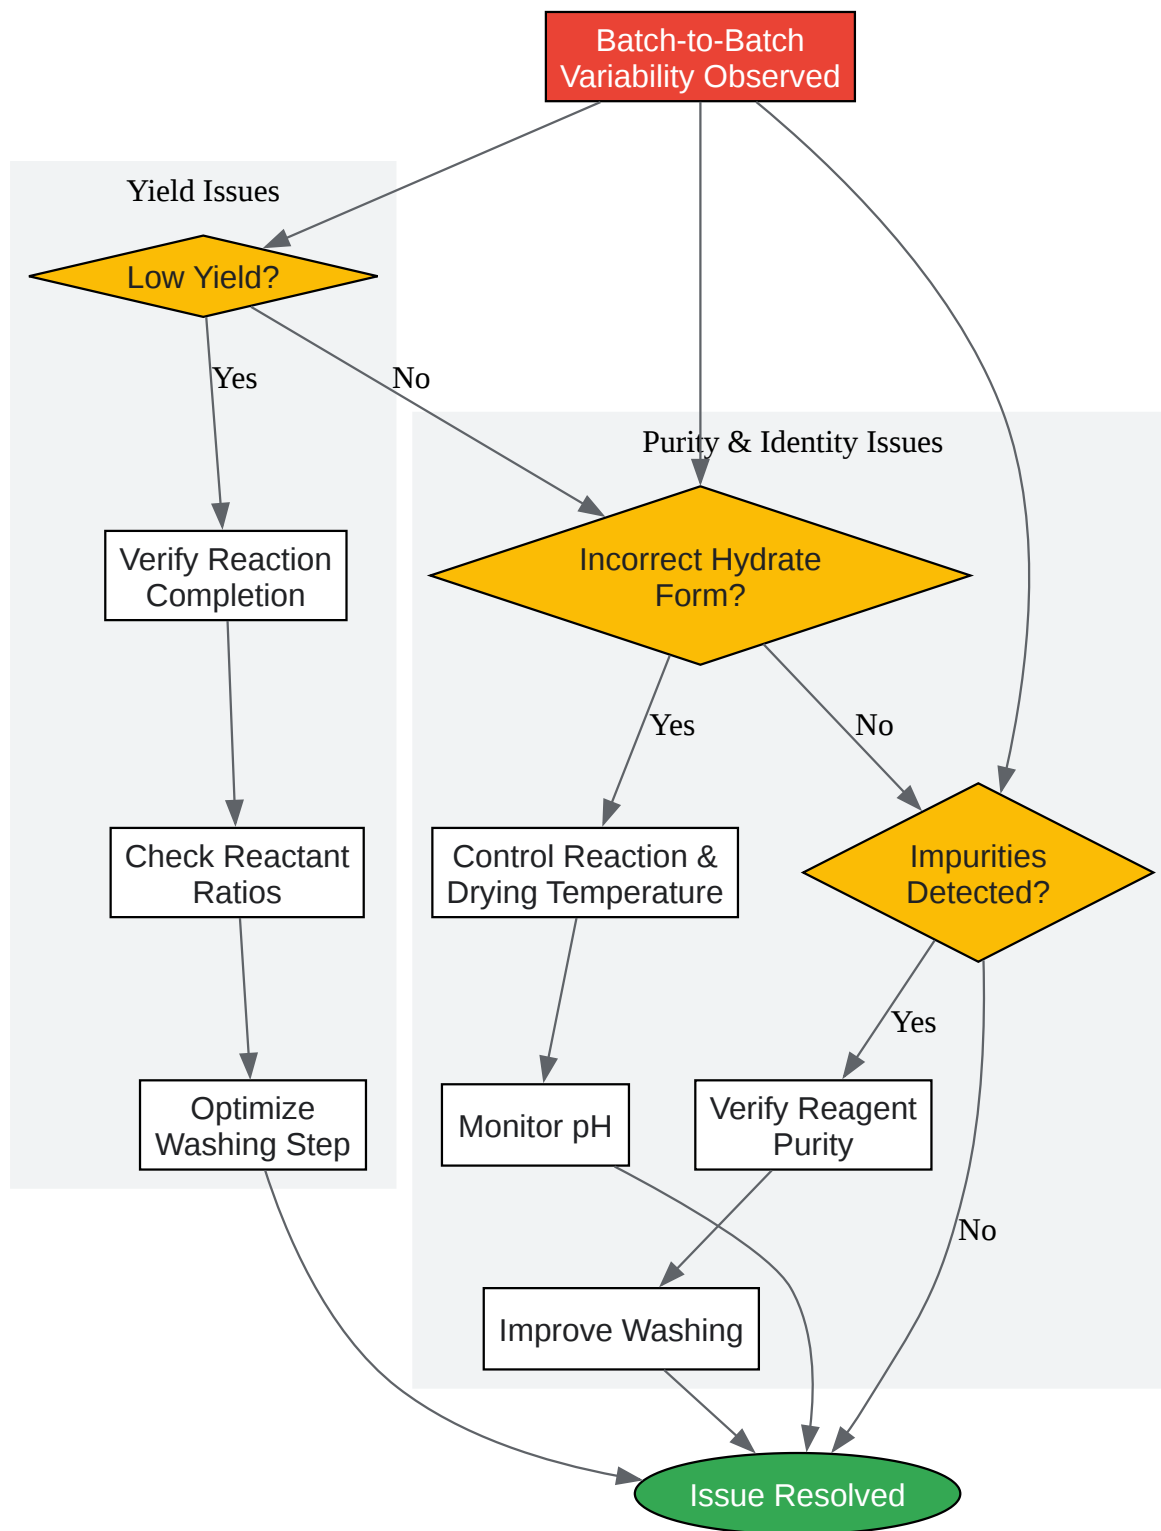 Batch-to-Batch
Variability Observed
Yield Issues
Low Yield?
Yes
No
Purity & Identity Issues
Verify Reaction
Completion
Incorrect Hydrate
Form?
Yes
No
Check Reactant
Ratios
Control Reaction &
Drying Temperature
Impurities
Detected?
Yes
Optimize
Washing Step
Monitor pH
Verify Reagent
Purity
No
Improve Washing
Issue Resolved